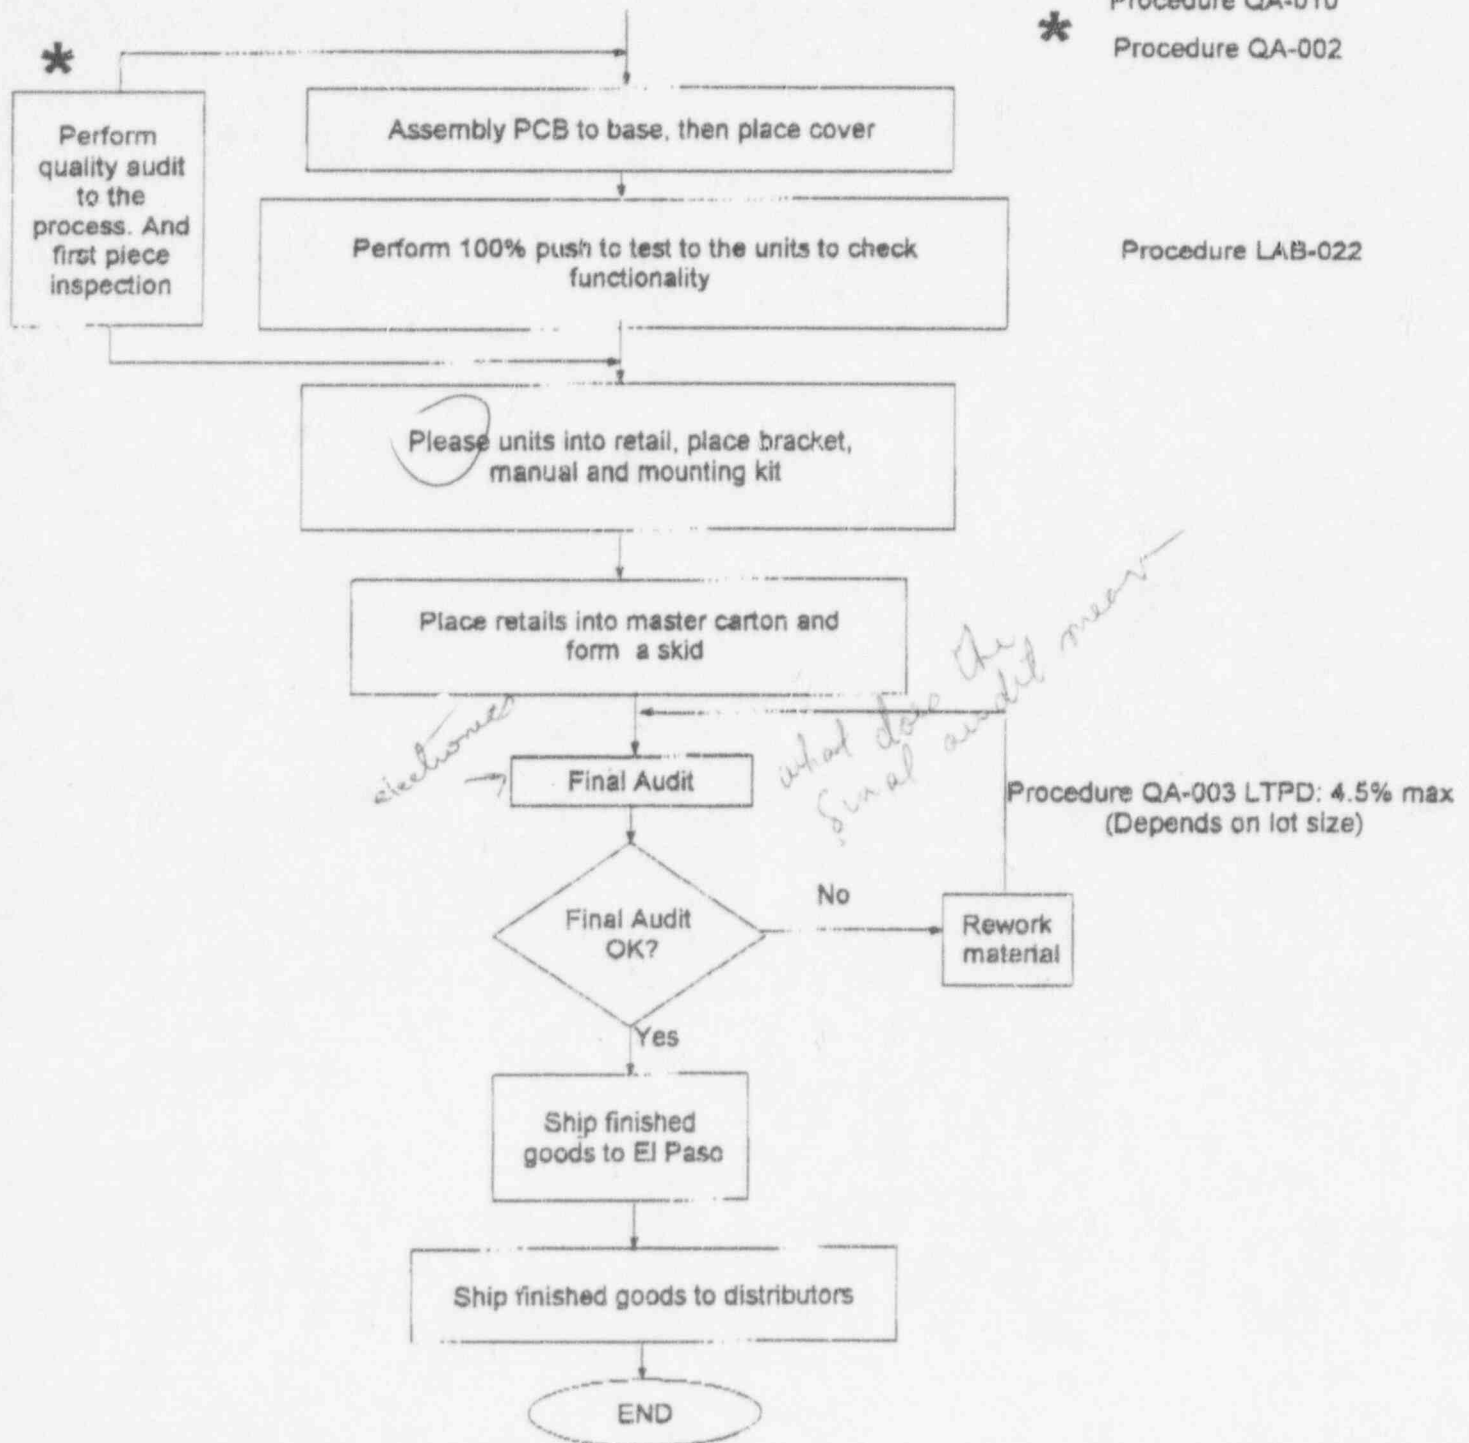 Procedure QA-010
*
Procedure QA-002
*
Perform
quality audit
to the
process. And
first piece
inspection
Assembly PCB to base, then place cover
Perform 100% push to test to the units to check
functionality
Procedure LAB-022
Please units into retail, place bracket,
manual and mounting kit
Place retails into master carton and
form a skid
what does the
final audit mean
Final Audit
Procedure QA-003 LTPD: 4.5% max
(Depends on lot size)
Final Audit
OK?
No
Rework
material
Yes
Ship finished
goods to El Paso
Ship finished goods to distributors
END